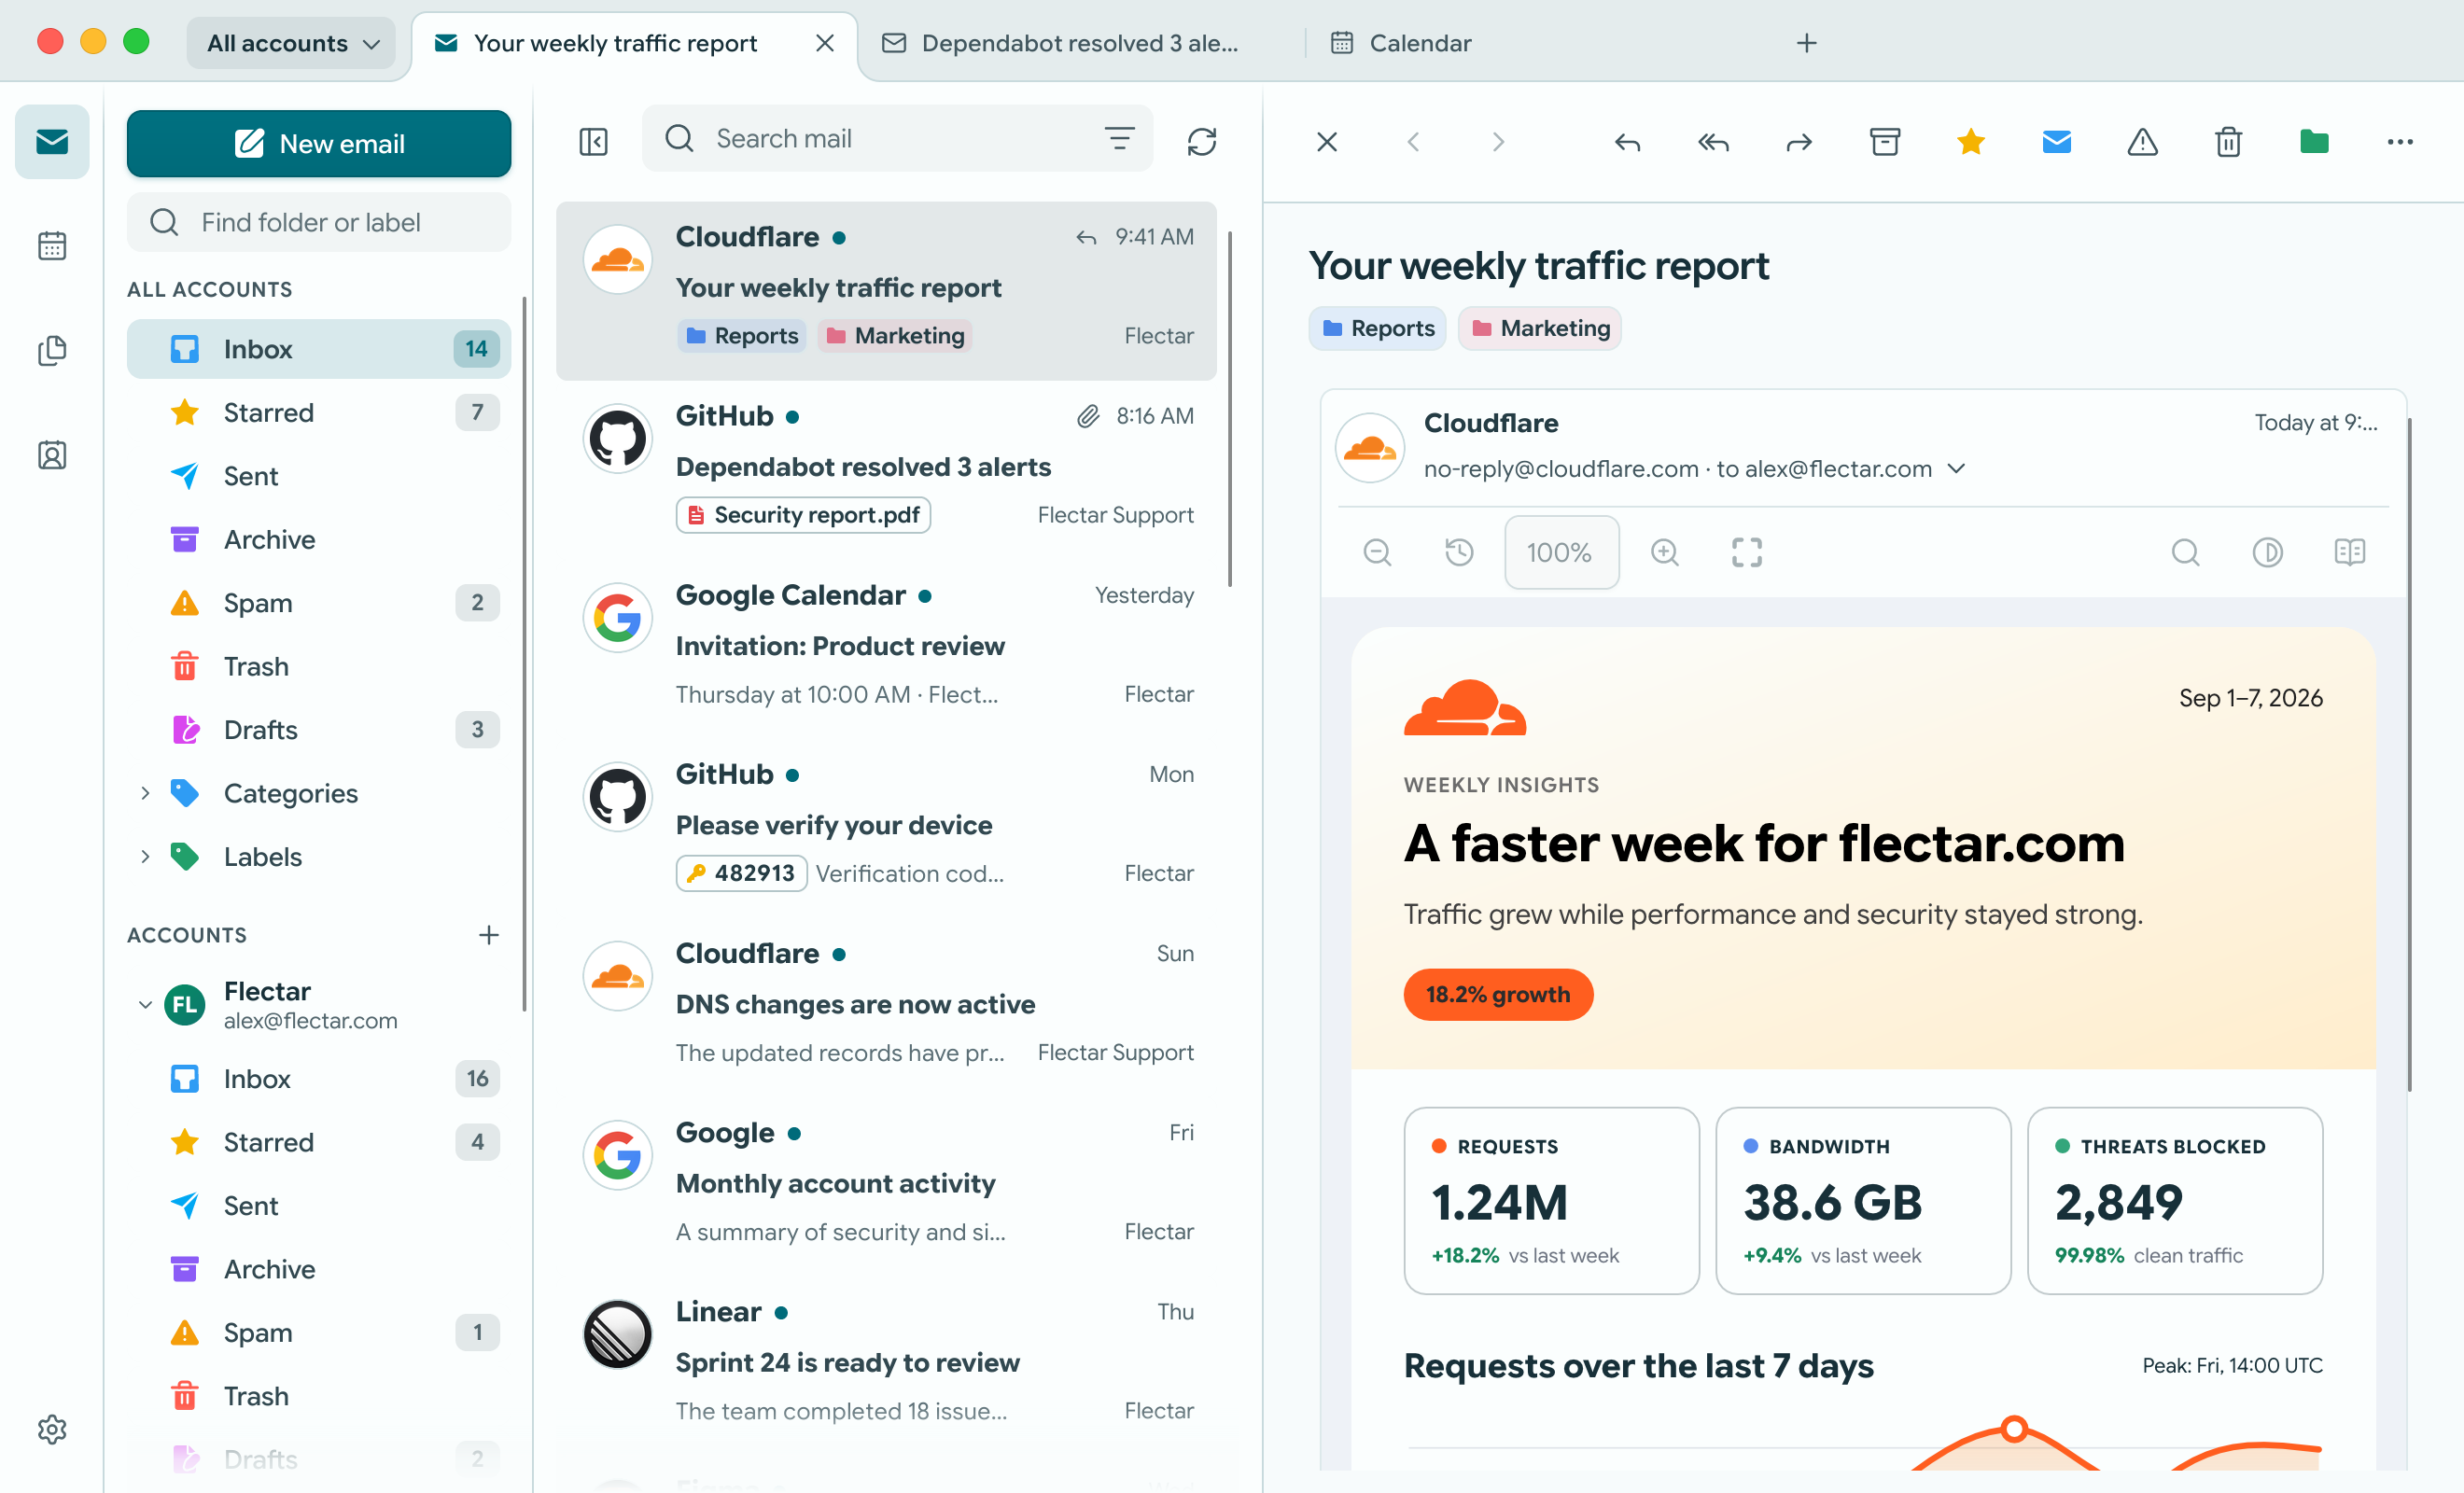 All accounts
Your weekly traffic report
Dependabot resolved 3 ale...
Calendar
New email
Find folder or label
ALL ACCOUNTS
Inbox 14
Starred 7
Sent
Archive
Spam 2
Trash
Drafts 3
Categories
Labels
ACCOUNTS
FL Flectar
alex@flectar.com
Inbox 16
Starred 4
Sent
Archive
Spam 1
Trash
Drafts 2
Search mail
Cloudflare 9:41 AM
Your weekly traffic report
Reports Marketing Flectar
GitHub 8:16 AM
Dependabot resolved 3 alerts
Security report.pdf Flectar Support
Google Calendar Yesterday
Invitation: Product review
Thursday at 10:00 AM · Flect... Flectar
GitHub Mon
Please verify your device
482913 Verification cod... Flectar
Cloudflare Sun
DNS changes are now active
The updated records have pr... Flectar Support
Google Fri
Monthly account activity
A summary of security and si... Flectar
Linear Thu
Sprint 24 is ready to review
The team completed 18 issue... Flectar
Your weekly traffic report
Reports Marketing
Cloudflare Today at 9:...
no-reply@cloudflare.com · to alex@flectar.com
100%
Sep 1–7, 2026
WEEKLY INSIGHTS
A faster week for flectar.com
Traffic grew while performance and security stayed strong.
18.2% growth
REQUESTS
1.24M
+18.2% vs last week
BANDWIDTH
38.6 GB
+9.4% vs last week
THREATS BLOCKED
2,849
99.98% clean traffic
Requests over the last 7 days
Peak: Fri, 14:00 UTC